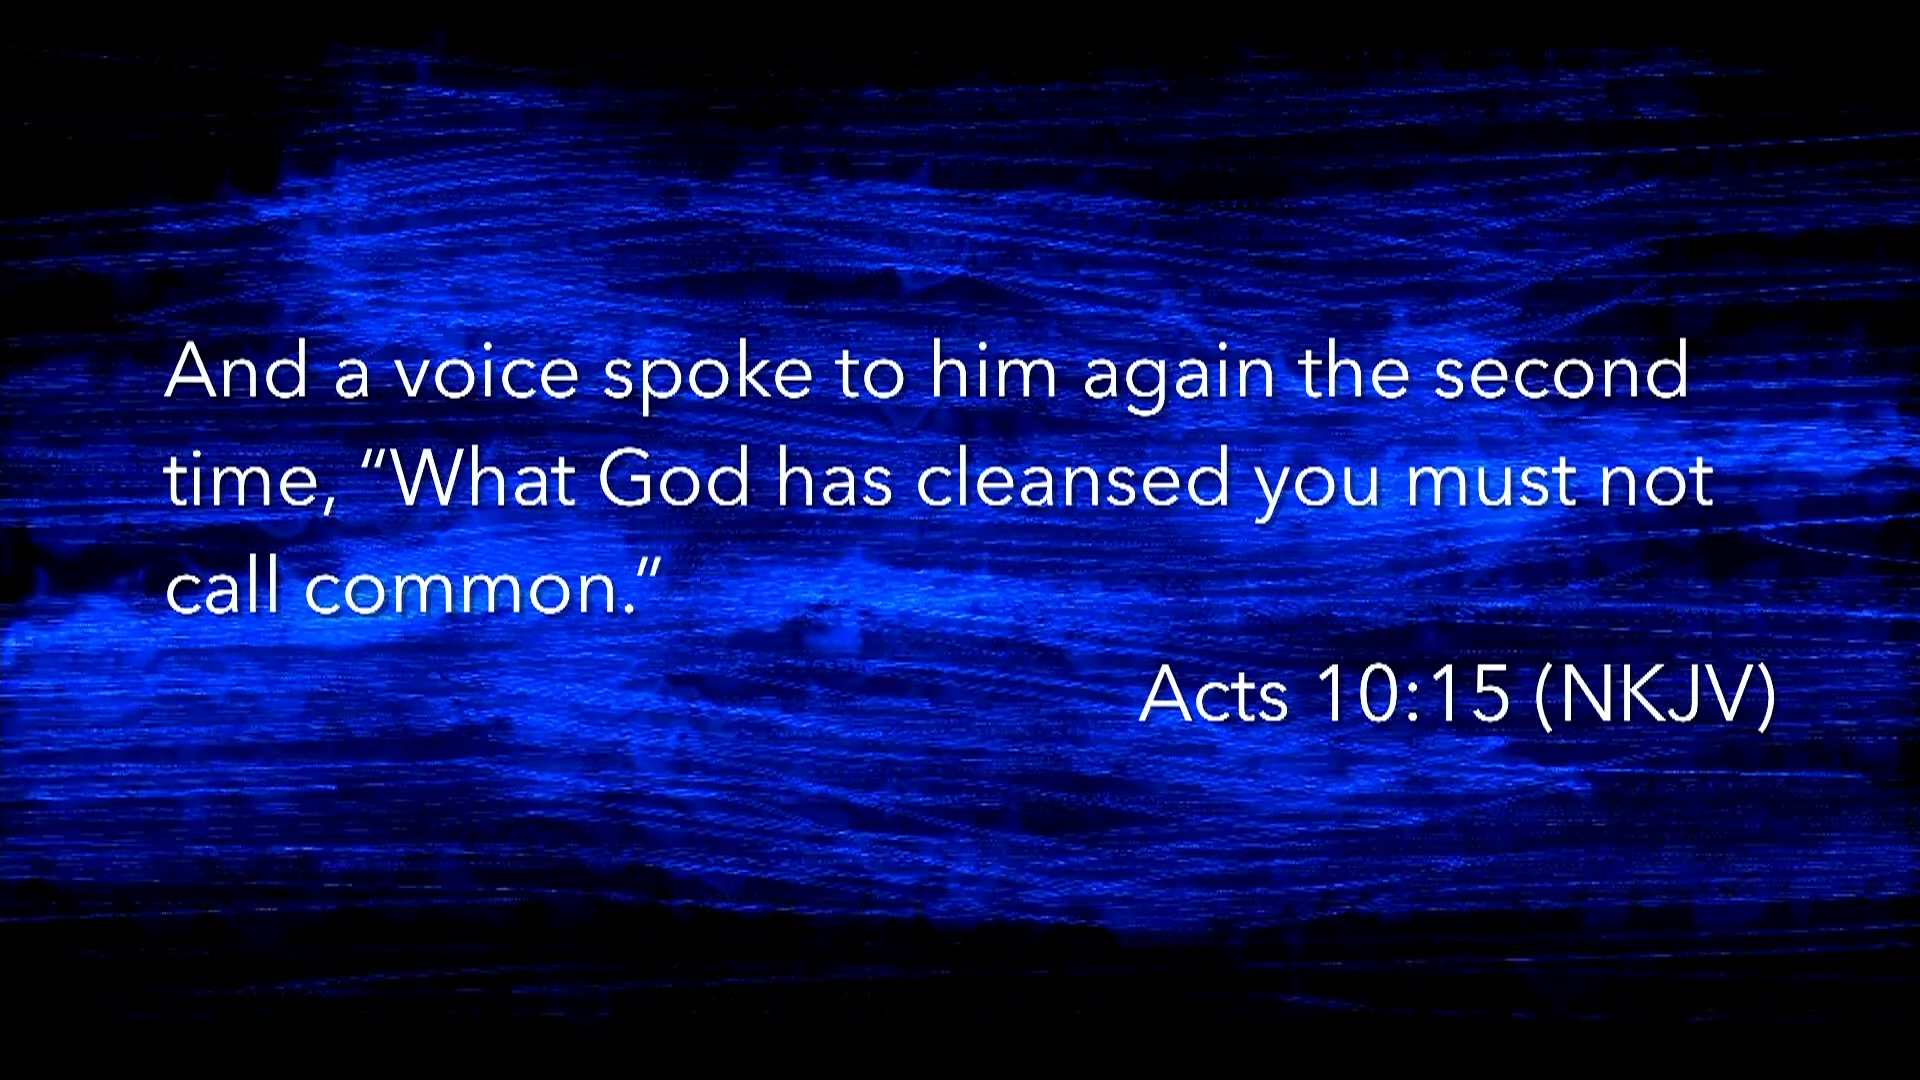 And a voice spoke to him again the second
time, “What God has cleansed you must not
call common.”
Acts 10:15 (NKJV)